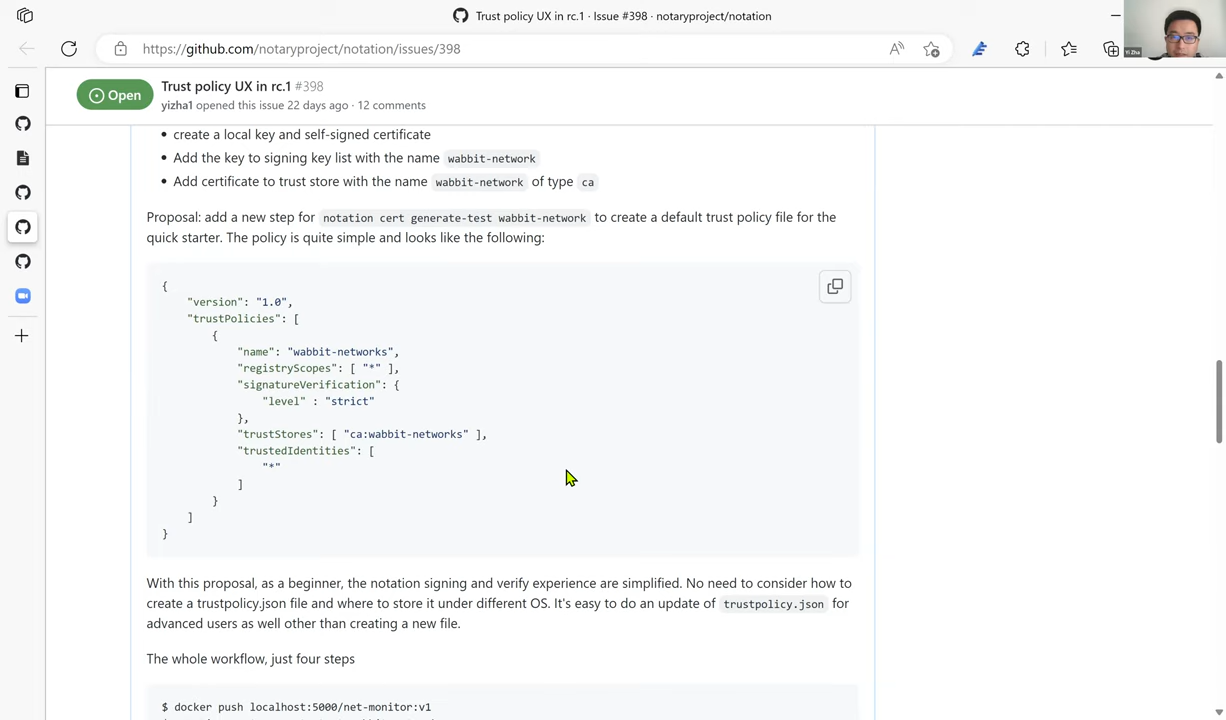 Trust policy UX in rc.1 · Issue #398 · notaryproject/notation
https://github.com/notaryproject/notation/issues/398
Yi Zha
Open
Trust policy UX in rc.1 #398
yizha1 opened this issue 22 days ago · 12 comments
• create a local key and self-signed certificate
• Add the key to signing key list with the name wabbit-network
• Add certificate to trust store with the name wabbit-network of type ca
Proposal: add a new step for notation cert generate-test wabbit-network to create a default trust policy file for the
quick starter. The policy is quite simple and looks like the following:
{
"version": "1.0",
"trustPolicies": [
{
"name": "wabbit-networks",
"registryScopes": [ "*" ],
"signatureVerification": {
"level" : "strict"
},
"trustStores": [ "ca:wabbit-networks" ],
"trustedIdentities": [
"*"
]
}
]
}
With this proposal, as a beginner, the notation signing and verify experience are simplified. No need to consider how to
create a trustpolicy.json file and where to store it under different OS. It's easy to do an update of trustpolicy.json for
advanced users as well other than creating a new file.
The whole workflow, just four steps
$ docker push localhost:5000/net-monitor:v1